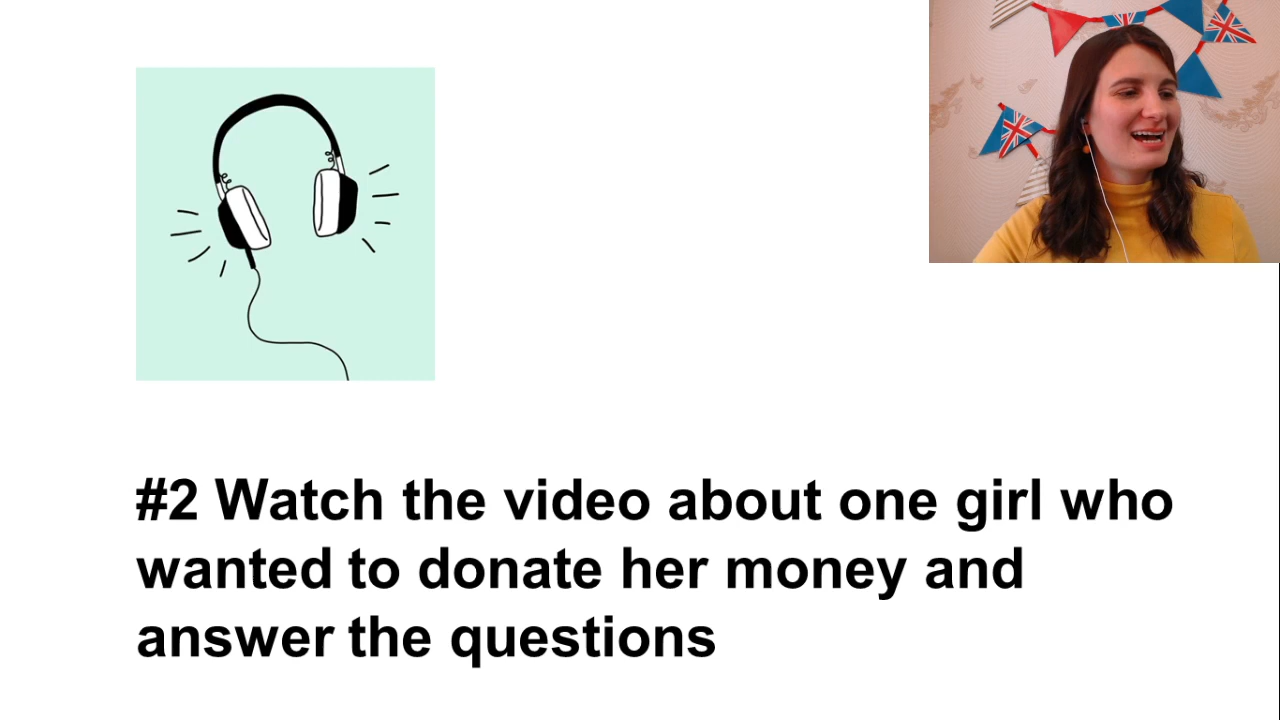 #2 Watch the video about one girl who
wanted to donate her money and
answer the questions